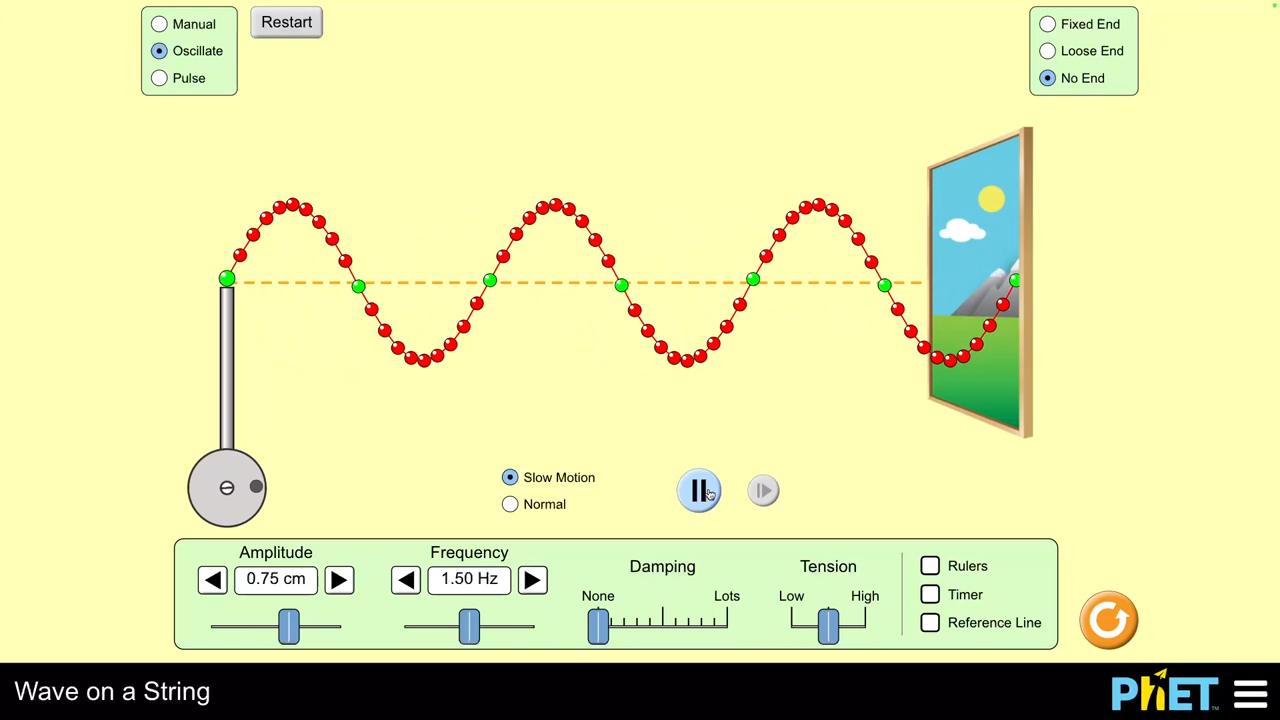 Manual
Oscillate
Pulse
Restart
Fixed End
Loose End
No End
Slow Motion
Normal
Amplitude
0.75 cm
Frequency
1.50 Hz
Damping
None
Lots
Tension
Low
High
Rulers
Timer
Reference Line
Wave on a String
PhET